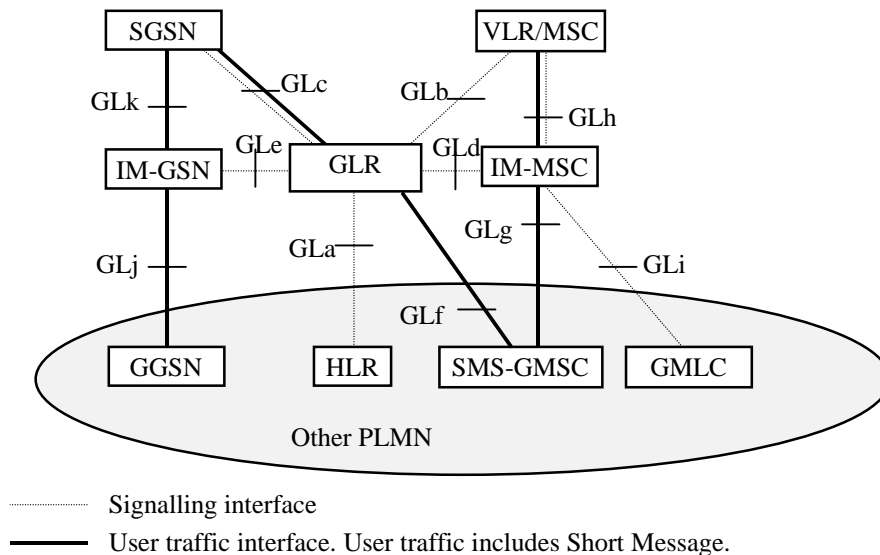 SGSN
VLR/MSC
GLk
GLc
GLb
GLh
GLe
GLd
IM-GSN
GLR
IM-MSC
GLj
GLa
GLg
GLi
GLf
GGSN
HLR
SMS-GMSC
GMLC
Other PLMN
Signalling interface
User traffic interface. User traffic includes Short Message.